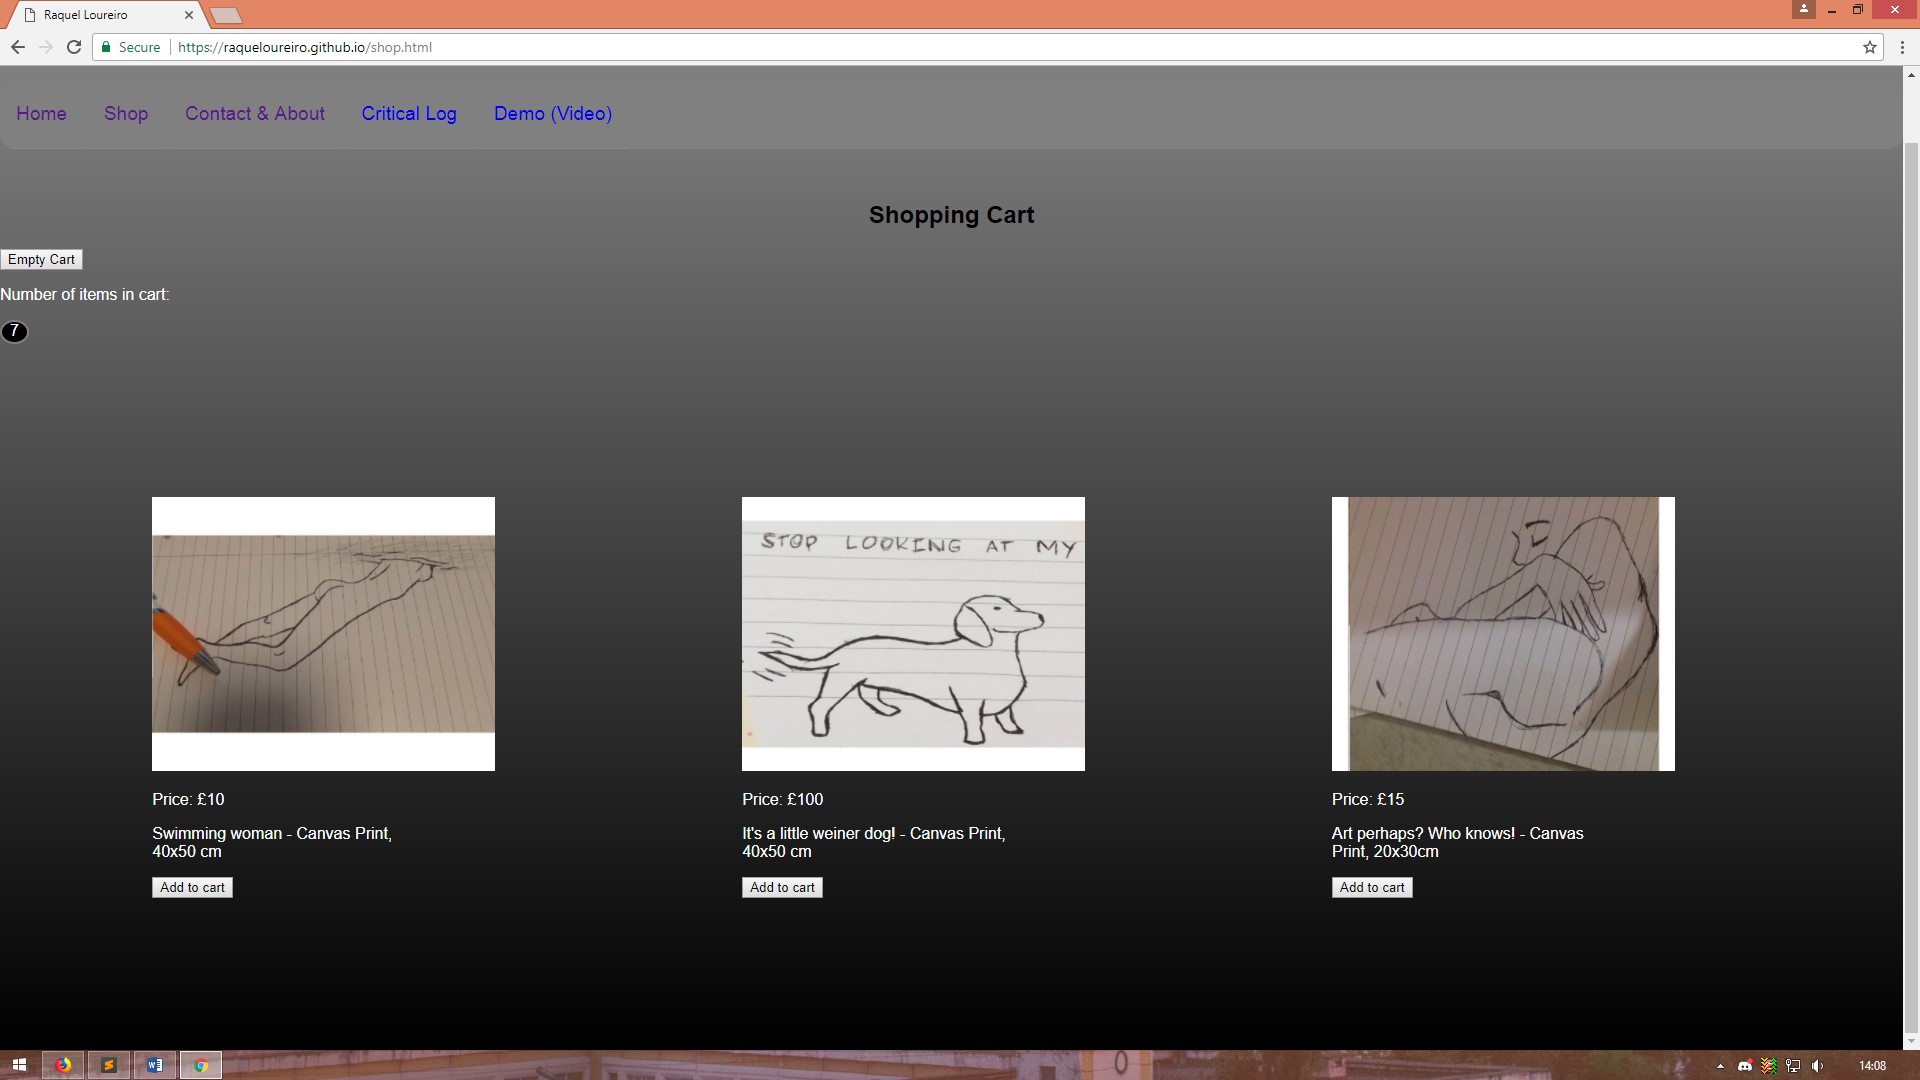 Raquel Loureiro
Secure https://raqueloureiro.github.io/shop.html
Home Shop Contact & About Critical Log Demo (Video)
Shopping Cart
Empty Cart
Number of items in cart:
7
STOP LOOKING AT MY
Price: £10
Swimming woman - Canvas Print,
40x50 cm
Add to cart
Price: £100
It's a little weiner dog! - Canvas Print,
40x50 cm
Add to cart
Price: £15
Art perhaps? Who knows! - Canvas
Print, 20x30cm
Add to cart
14:08